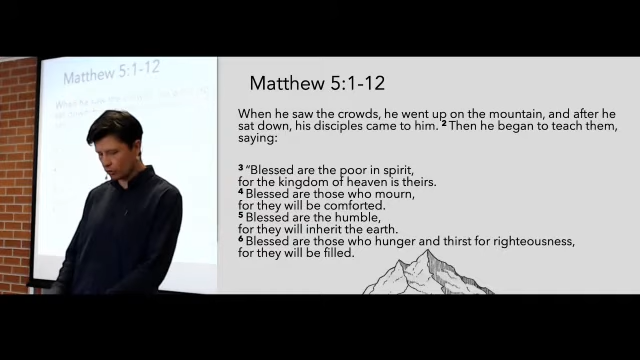 Matthew 5:1-12
Matthew 5:1-12
When he saw the crowds, he went up on the mountain, and after he
sat down, his disciples came to him. 2 Then he began to teach them,
saying:
3 “Blessed are the poor in spirit,
for the kingdom of heaven is theirs.
4 Blessed are those who mourn,
for they will be comforted.
5 Blessed are the humble,
for they will inherit the earth.
6 Blessed are those who hunger and thirst for righteousness,
for they will be filled.